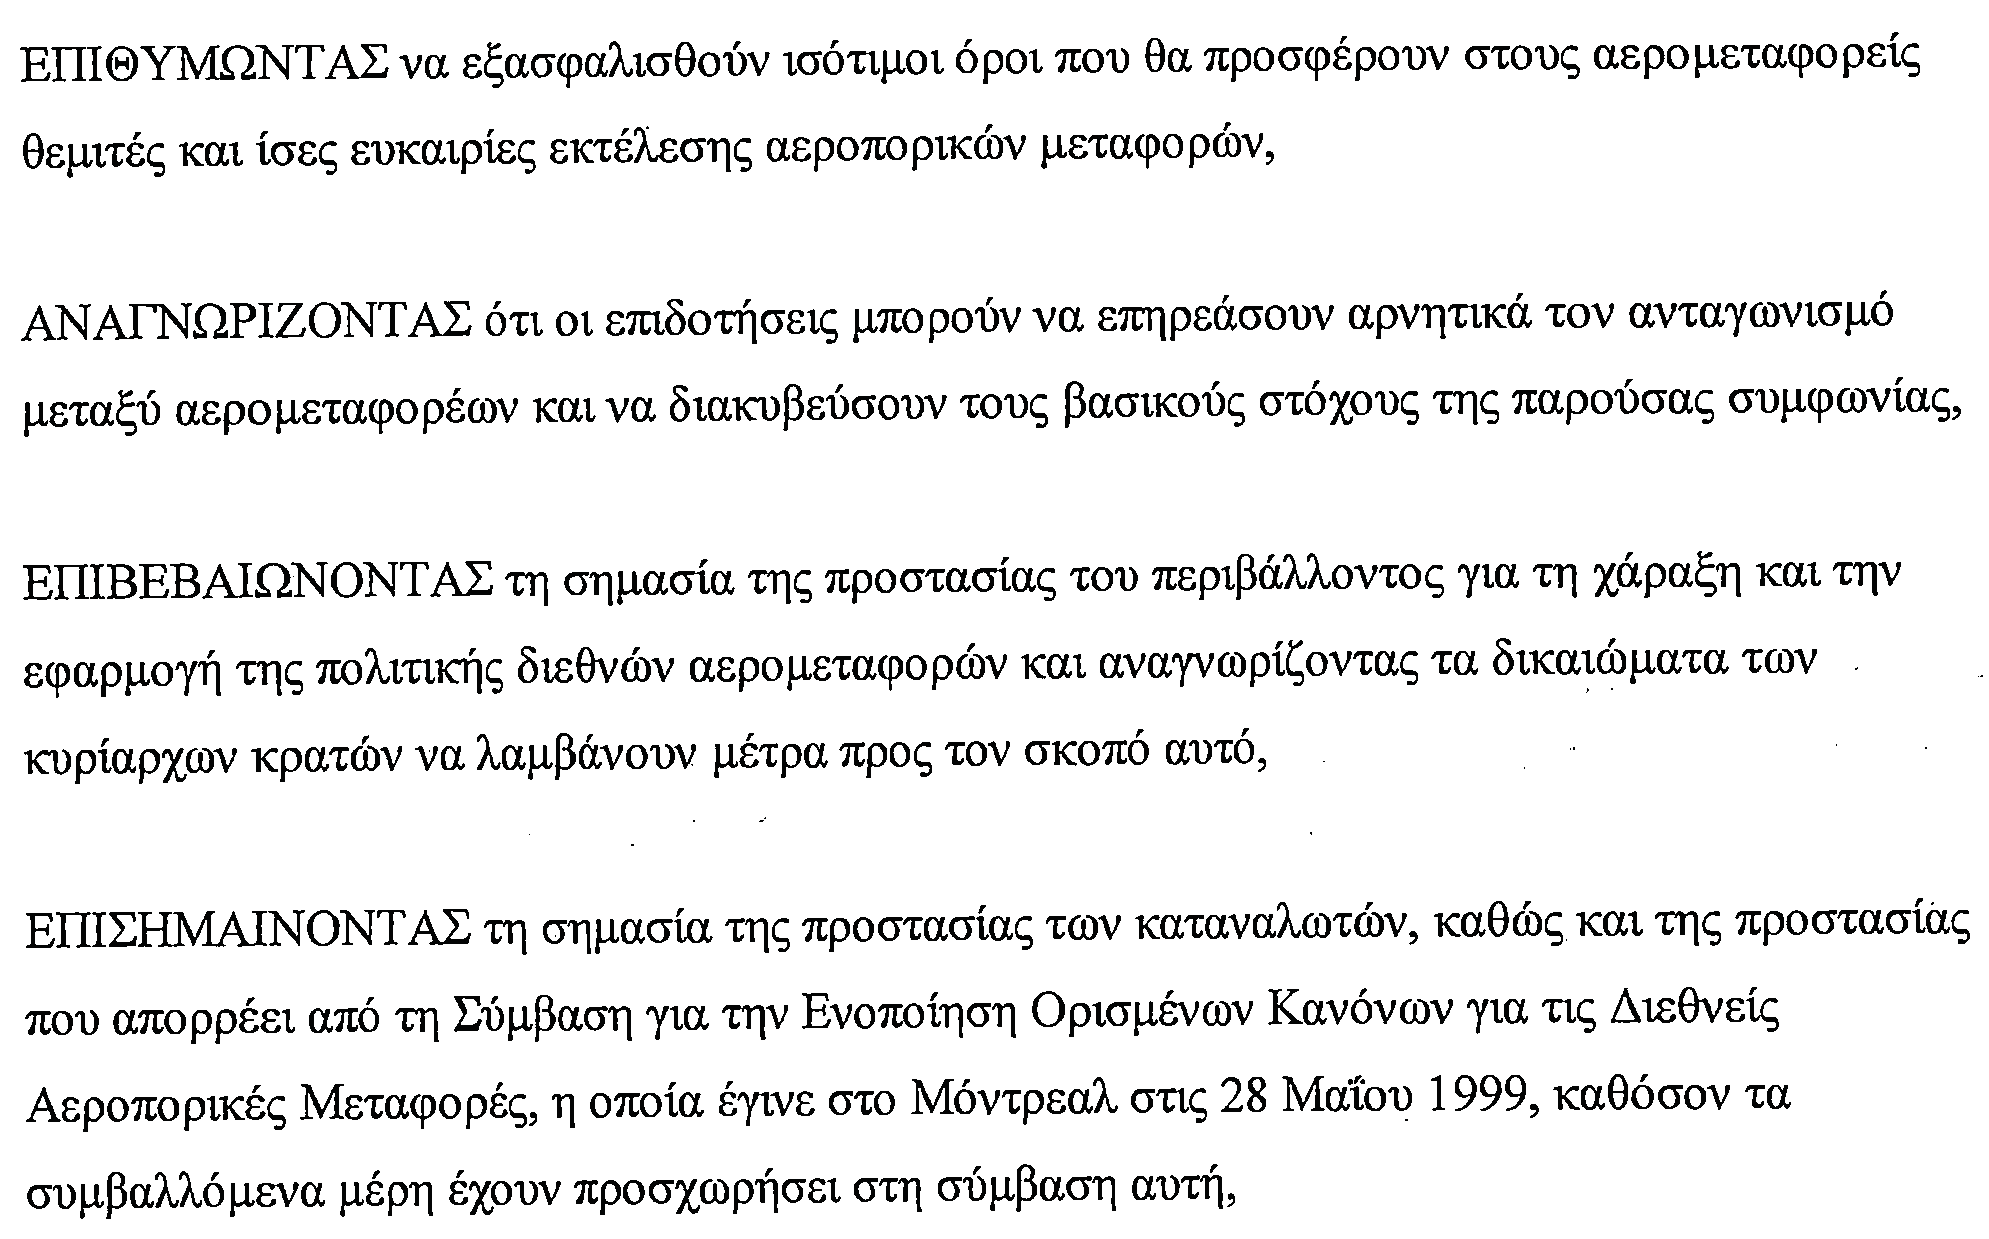 ΕΠΙΘΥΜΩΝΤΑΣ να εξασφαλισθούν ισότιμοι όροι που θα προσφέρουν στους αερομεταφορείς
θεμιτές και ίσες ευκαιρίες εκτέλεσης αεροπορικών μεταφορών,
ΑΝΑΓΝΩΡΙΖΟΝΤΑΣ ότι οι επιδοτήσεις μπορούν να επηρεάσουν αρνητικά τον ανταγωνισμό
μεταξύ αερομεταφορέων και να διακυβεύσουν τους βασικούς στόχους της παρούσας συμφωνίας,
ΕΠΙΒΕΒΑΙΩΝΟΝΤΑΣ τη σημασία της προστασίας του περιβάλλοντος για τη χάραξη και την
εφαρμογή της πολιτικής διεθνών αερομεταφορών και αναγνωρίζοντας τα δικαιώματα των
κυρίαρχων κρατών να λαμβάνουν μέτρα προς τον σκοπό αυτό,
ΕΠΙΣΗΜΑΙΝΟΝΤΑΣ τη σημασία της προστασίας των καταναλωτών, καθώς και της προστασίας
που απορρέει από τη Σύμβαση για την Ενοποίηση Ορισμένων Κανόνων για τις Διεθνείς
Αεροπορικές Μεταφορές, η οποία έγινε στο Μόντρεαλ στις 28 Μαΐου 1999, καθόσον τα
συμβαλλόμενα μέρη έχουν προσχωρήσει στη σύμβαση αυτή,